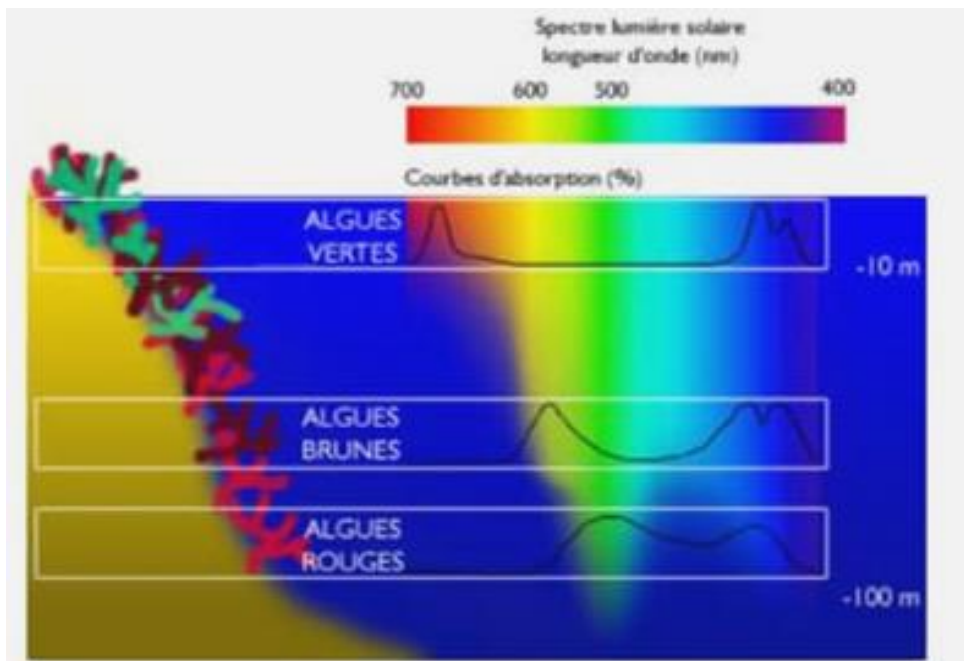 Spectre lumière solaire
longueur d'onde (nm)
700 600 500 400
Courbes d'absorption (%)
ALGUES
VERTES
-10 m
ALGUES
BRUNES
ALGUES
ROUGES
-100 m